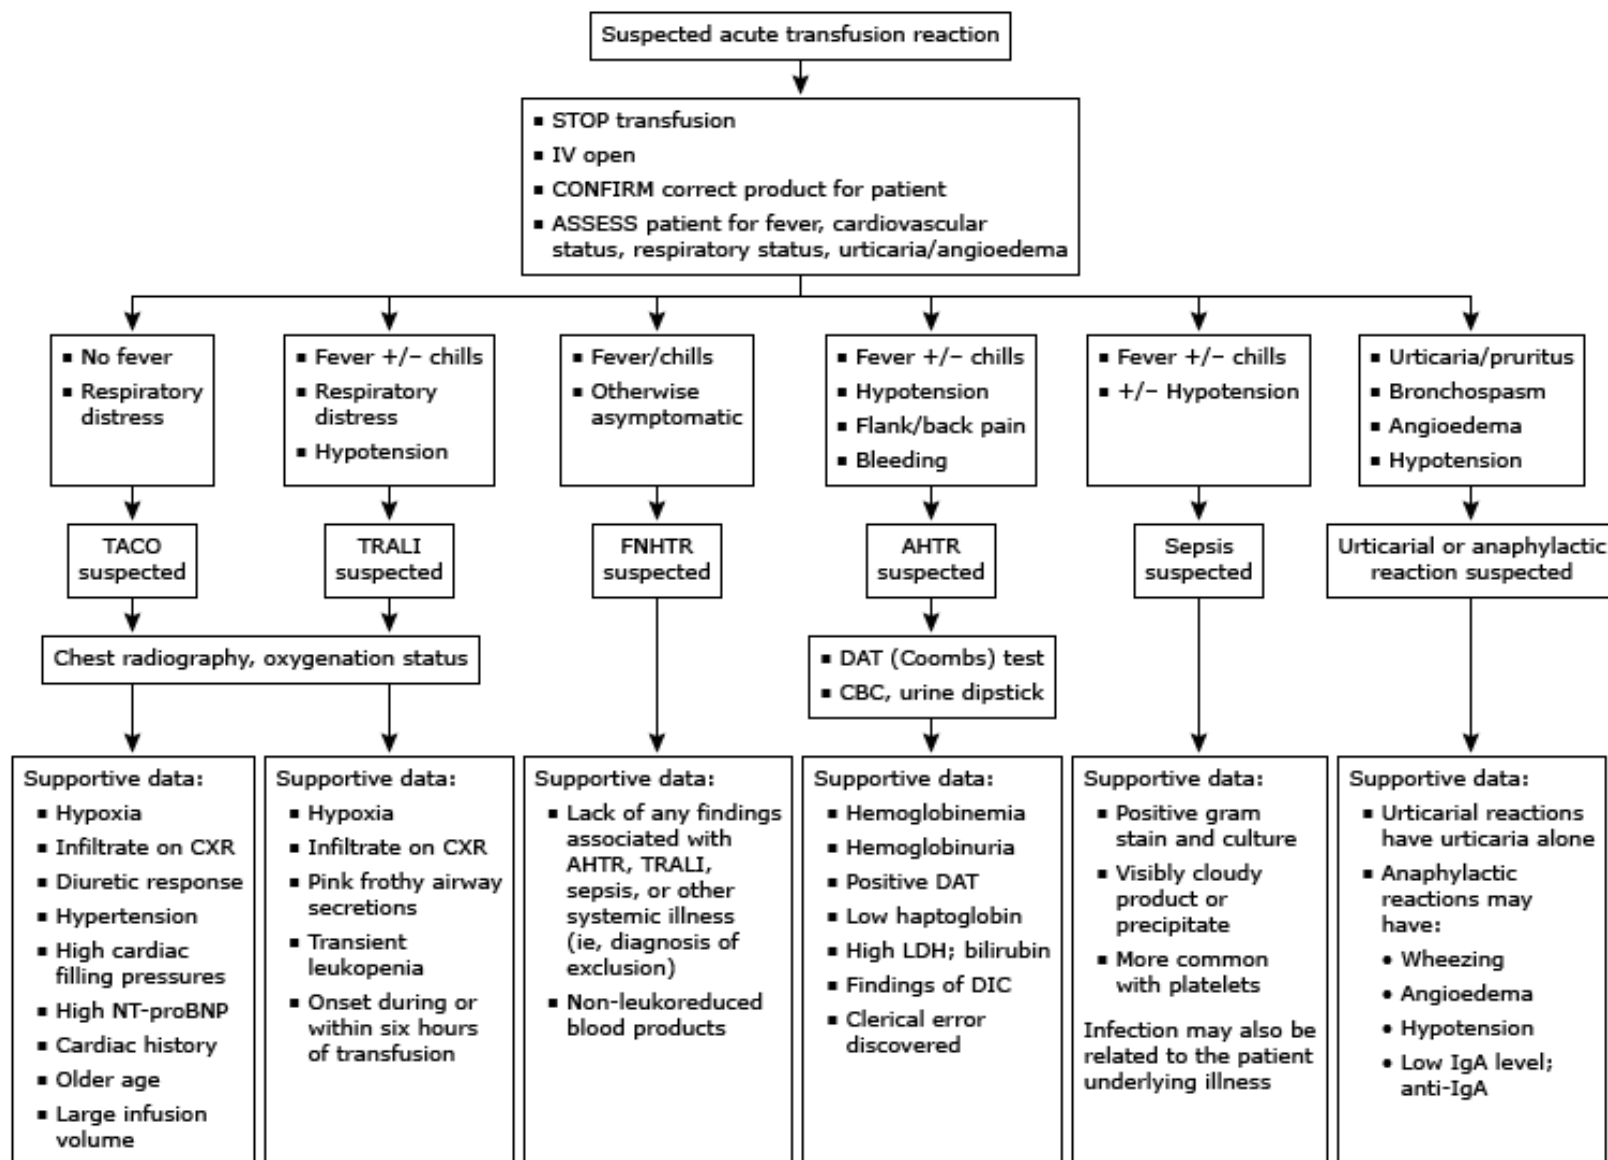 Suspected acute transfusion reaction
▪ STOP transfusion
▪ IV open
▪ CONFIRM correct product for patient
▪ ASSESS patient for fever, cardiovascular
status, respiratory status, urticaria/angioedema
▪ No fever
▪ Respiratory
distress
▪ Fever +/− chills
▪ Respiratory
distress
▪ Hypotension
▪ Fever/chills
▪ Otherwise
asymptomatic
▪ Fever +/− chills
▪ Hypotension
▪ Flank/back pain
▪ Bleeding
▪ Fever +/− chills
▪ +/− Hypotension
▪ Urticaria/pruritus
▪ Bronchospasm
▪ Angioedema
▪ Hypotension
TACO
suspected
TRALI
suspected
FNHTR
suspected
AHTR
suspected
Sepsis
suspected
Urticarial or anaphylactic
reaction suspected
Chest radiography, oxygenation status
▪ DAT (Coombs) test
▪ CBC, urine dipstick
Supportive data:
▪ Hypoxia
▪ Infiltrate on CXR
▪ Diuretic response
▪ Hypertension
▪ High cardiac
filling pressures
▪ High NT-proBNP
▪ Cardiac history
▪ Older age
▪ Large infusion
volume
Supportive data:
▪ Hypoxia
▪ Infiltrate on CXR
▪ Pink frothy airway
secretions
▪ Transient
leukopenia
▪ Onset during or
within six hours
of transfusion
Supportive data:
▪ Lack of any findings
associated with
AHTR, TRALI,
sepsis, or other
systemic illness
(ie, diagnosis of
exclusion)
▪ Non-leukoreduced
blood products
Supportive data:
▪ Hemoglobinemia
▪ Hemoglobinuria
▪ Positive DAT
▪ Low haptoglobin
▪ High LDH; bilirubin
▪ Findings of DIC
▪ Clerical error
discovered
Supportive data:
▪ Positive gram
stain and culture
▪ Visibly cloudy
product or
precipitate
▪ More common
with platelets
Infection may also be
related to the patient
underlying illness
Supportive data:
▪ Urticarial reactions
have urticaria alone
▪ Anaphylactic
reactions may
have:
• Wheezing
• Angioedema
• Hypotension
• Low IgA level;
anti-IgA